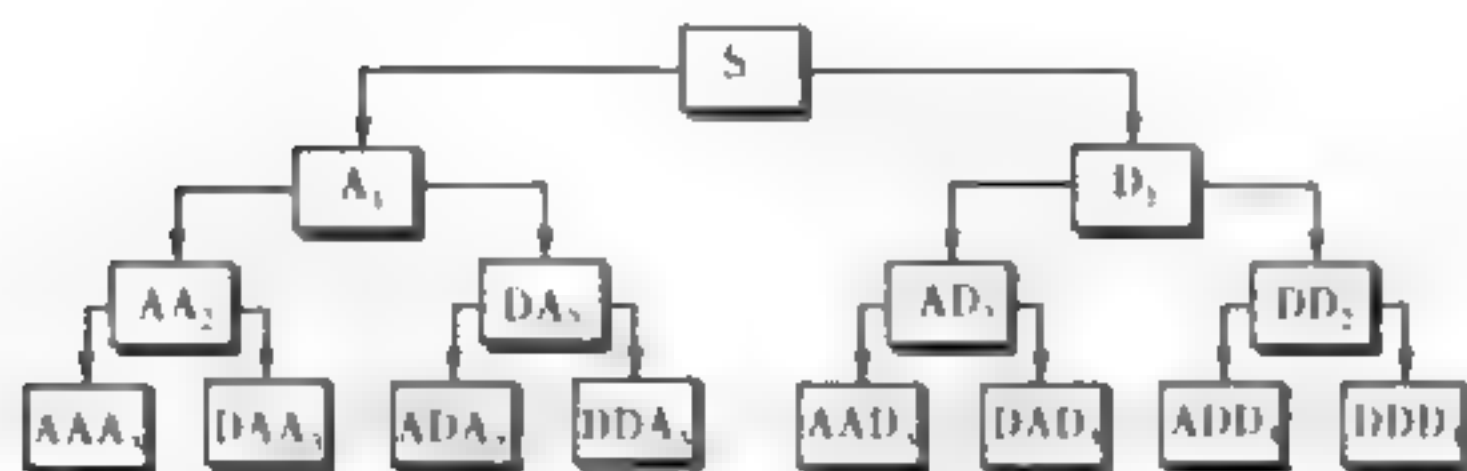 S
A₁ D₁
AA₂ DA₂ AD₂ DD₂
AAA₃ DAA₃ ADA₃ DDA₃ AAD₃ DAD₃ ADD₃ DDD₃